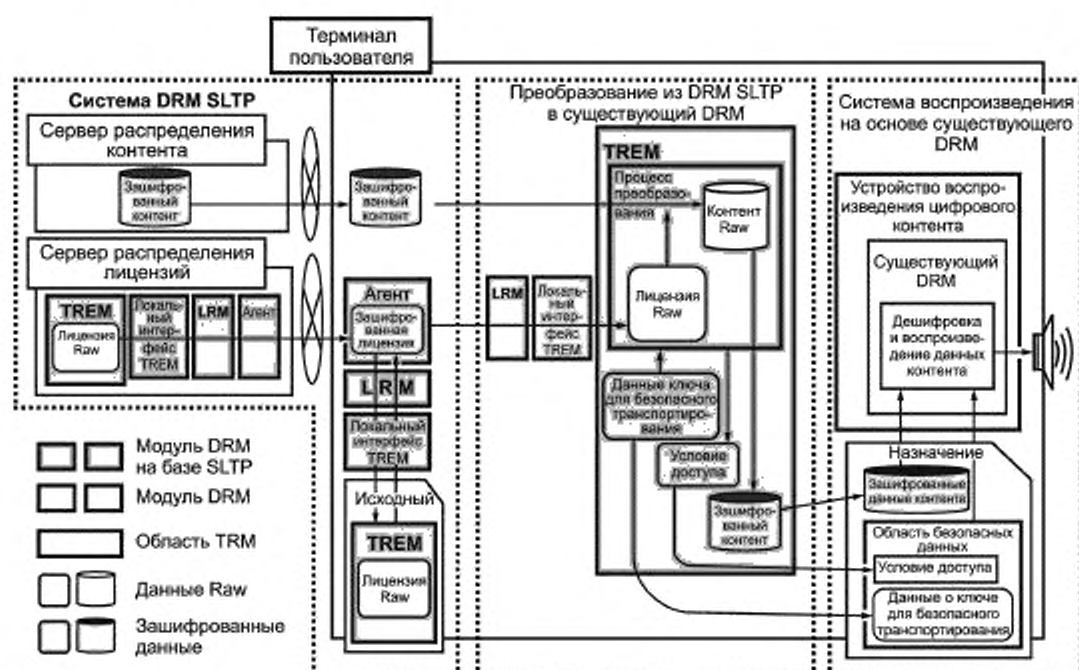 Терминал
пользователя
Система DRM SLTP
Сервер распределения
контента
Зашифро-
ванный
контент
Зашифро-
ванный
контент
Сервер распределения
лицензий
TREM
Лицензия
Raw
Локаль-
ный
интер-
фейс
TREM
LRM
Агент
Агент
Зашифро-
ванная
лицензия
LRM
Локальный
интерфейс
TREM
Исходный
TREM
Лицензия
Raw
Модуль DRM
на базе SLTP
Модуль DRM
Область TRM
Данные Raw
Зашифрованные
данные
Преобразование из DRM SLTP
в существующий DRM
TREM
Процесс
преобразо-
вания
Контент
Raw
Лицензия
Raw
LRM
Локаль-
ный
интер-
фейс
TREM
Данные ключа
для безопасного
транспортиро-
вания
Условие
доступа
Зашифро-
ванный
контент
Система воспроизведения
на основе существующего
DRM
Устройство воспро-
изведения цифрового
контента
Существующий
DRM
Дешифровка
и воспроизве-
дение данных
контента
Назначение
Зашифрованные
данные контента
Область безопасных
данных
Условие доступа
Данные о ключе
для безопасного
транспортирования